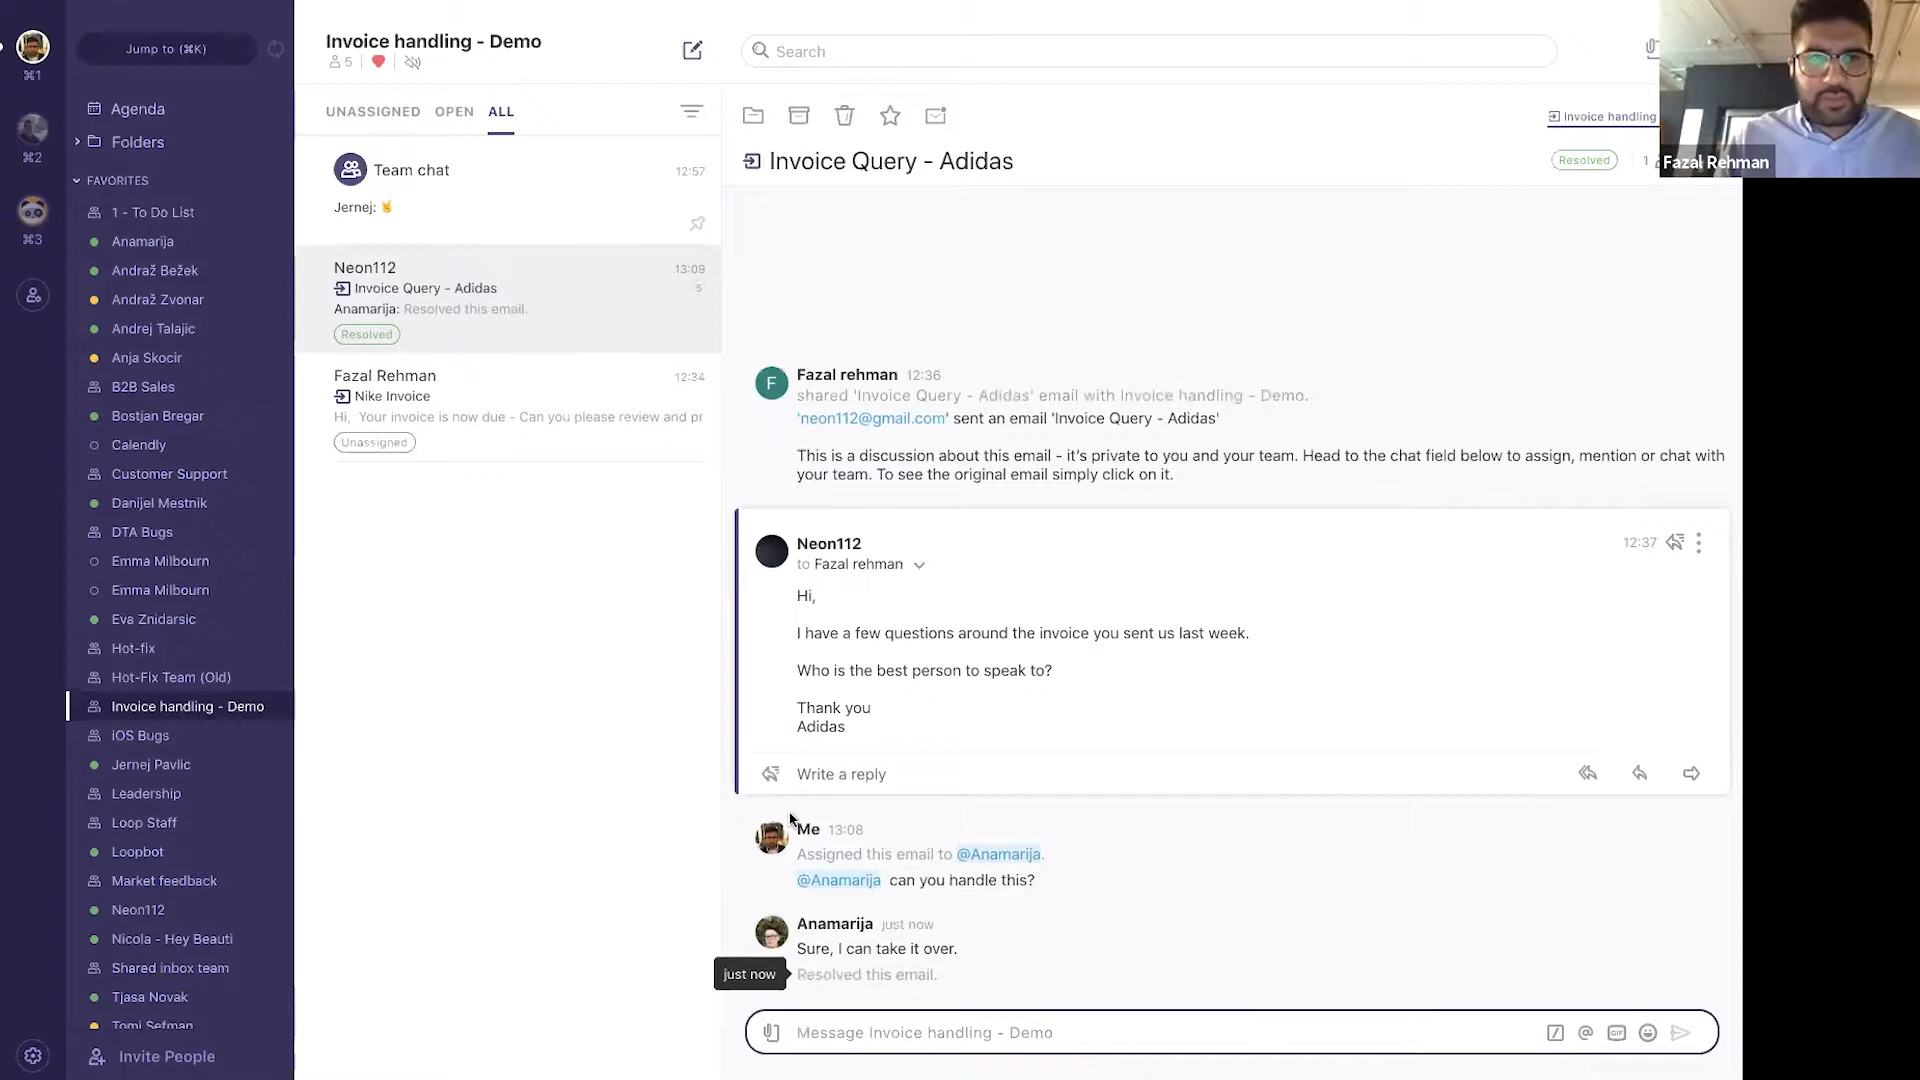 ⌘1
⌘2
⌘3
Jump to (⌘K)
Agenda
Folders
FAVORITES
1 - To Do List
Anamarija
Andraž Bežek
Andraž Zvonar
Andrej Talajic
Anja Skocir
B2B Sales
Bostjan Bregar
Calendly
Customer Support
Danijel Mestnik
DTA Bugs
Emma Milbourn
Emma Milbourn
Eva Znidarsic
Hot-fix
Hot-Fix Team (Old)
Invoice handling - Demo
iOS Bugs
Jernej Pavlic
Leadership
Loop Staff
Loopbot
Market feedback
Neon112
Nicola - Hey Beauti
Shared inbox team
Tjasa Novak
Tomi Sefman
Invite People
Invoice handling - Demo
5
UNASSIGNED OPEN ALL
Team chat 12:57
Jernej:
Neon112 13:09
Invoice Query - Adidas 5
Anamarija: Resolved this email.
Resolved
Fazal Rehman 12:34
Nike Invoice
Hi, Your invoice is now due - Can you please review and pr
Unassigned
Search
Invoice handling
Invoice Query - Adidas
Resolved 1
Fazal Rehman
F
Fazal rehman 12:36
shared 'Invoice Query - Adidas' email with Invoice handling - Demo.
'neon112@gmail.com' sent an email 'Invoice Query - Adidas'
This is a discussion about this email - it's private to you and your team. Head to the chat field below to assign, mention or chat with
your team. To see the original email simply click on it.
Neon112 12:37
to Fazal rehman
Hi,
I have a few questions around the invoice you sent us last week.
Who is the best person to speak to?
Thank you
Adidas
Write a reply
Me 13:08
Assigned this email to @Anamarija.
@Anamarija can you handle this?
Anamarija just now
Sure, I can take it over.
just now
Resolved this email.
Message Invoice handling - Demo
@ GIF